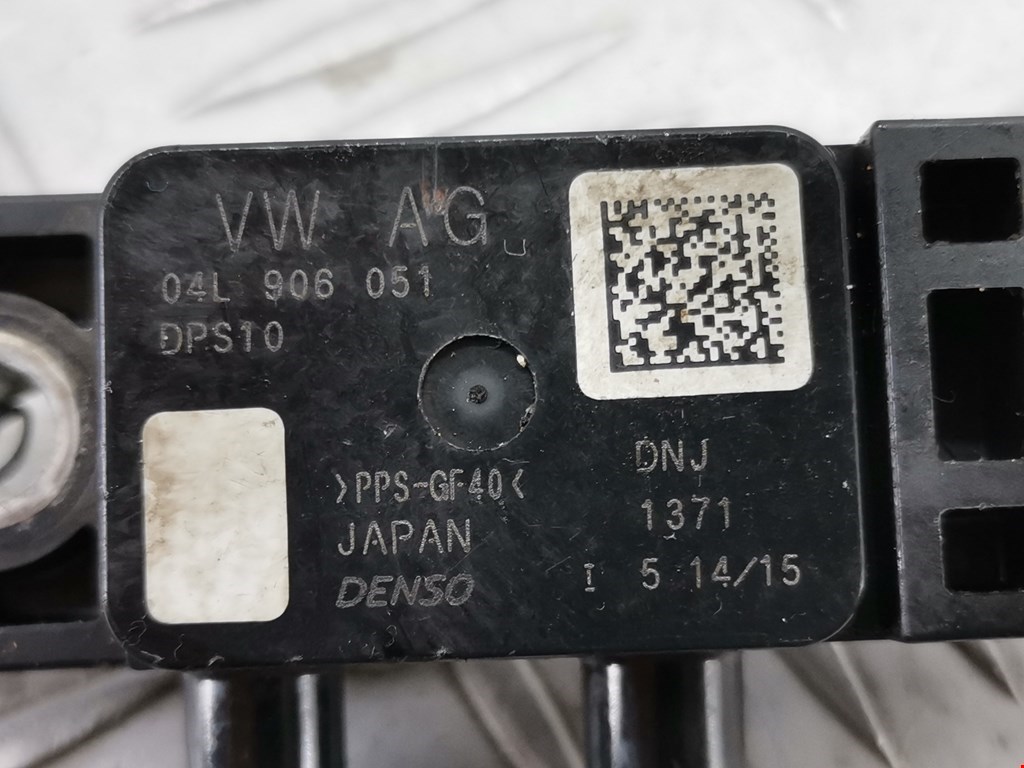 VW AG
04L 906 051
DPS10
>PPS-GF40<
JAPAN
DENSO
DNJ
1371
I 5 14/15